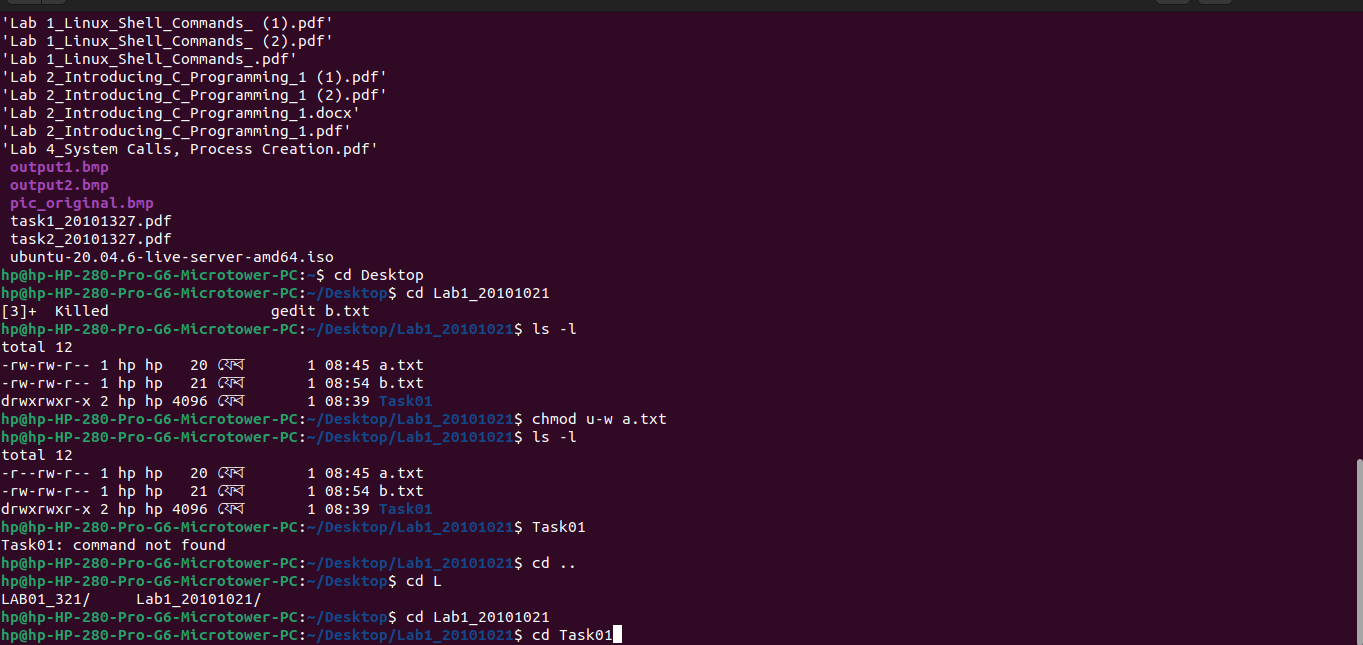 'Lab 1_Linux_Shell_Commands_ (1).pdf'
'Lab 1_Linux_Shell_Commands_ (2).pdf'
'Lab 1_Linux_Shell_Commands_.pdf'
'Lab 2_Introducing_C_Programming_1 (1).pdf'
'Lab 2_Introducing_C_Programming_1 (2).pdf'
'Lab 2_Introducing_C_Programming_1.docx'
'Lab 2_Introducing_C_Programming_1.pdf'
'Lab 4_System Calls, Process Creation.pdf'
output1.bmp
output2.bmp
pic_original.bmp
task1_20101327.pdf
task2_20101327.pdf
ubuntu-20.04.6-live-server-amd64.iso
hp@hp-HP-280-Pro-G6-Microtower-PC:~$ cd Desktop
hp@hp-HP-280-Pro-G6-Microtower-PC:~/Desktop$ cd Lab1_20101021
[3]+  Killed                  gedit b.txt
hp@hp-HP-280-Pro-G6-Microtower-PC:~/Desktop/Lab1_20101021$ ls -l
total 12
-rw-rw-r-- 1 hp hp   20 ফেব       1 08:45 a.txt
-rw-rw-r-- 1 hp hp   21 ফেব       1 08:54 b.txt
drwxrwxr-x 2 hp hp 4096 ফেব       1 08:39 Task01
hp@hp-HP-280-Pro-G6-Microtower-PC:~/Desktop/Lab1_20101021$ chmod u-w a.txt
hp@hp-HP-280-Pro-G6-Microtower-PC:~/Desktop/Lab1_20101021$ ls -l
total 12
-r--rw-r-- 1 hp hp   20 ফেব       1 08:45 a.txt
-rw-rw-r-- 1 hp hp   21 ফেব       1 08:54 b.txt
drwxrwxr-x 2 hp hp 4096 ফেব       1 08:39 Task01
hp@hp-HP-280-Pro-G6-Microtower-PC:~/Desktop/Lab1_20101021$ Task01
Task01: command not found
hp@hp-HP-280-Pro-G6-Microtower-PC:~/Desktop/Lab1_20101021$ cd ..
hp@hp-HP-280-Pro-G6-Microtower-PC:~/Desktop$ cd L
LAB01_321/     Lab1_20101021/
hp@hp-HP-280-Pro-G6-Microtower-PC:~/Desktop$ cd Lab1_20101021
hp@hp-HP-280-Pro-G6-Microtower-PC:~/Desktop/Lab1_20101021$ cd Task01